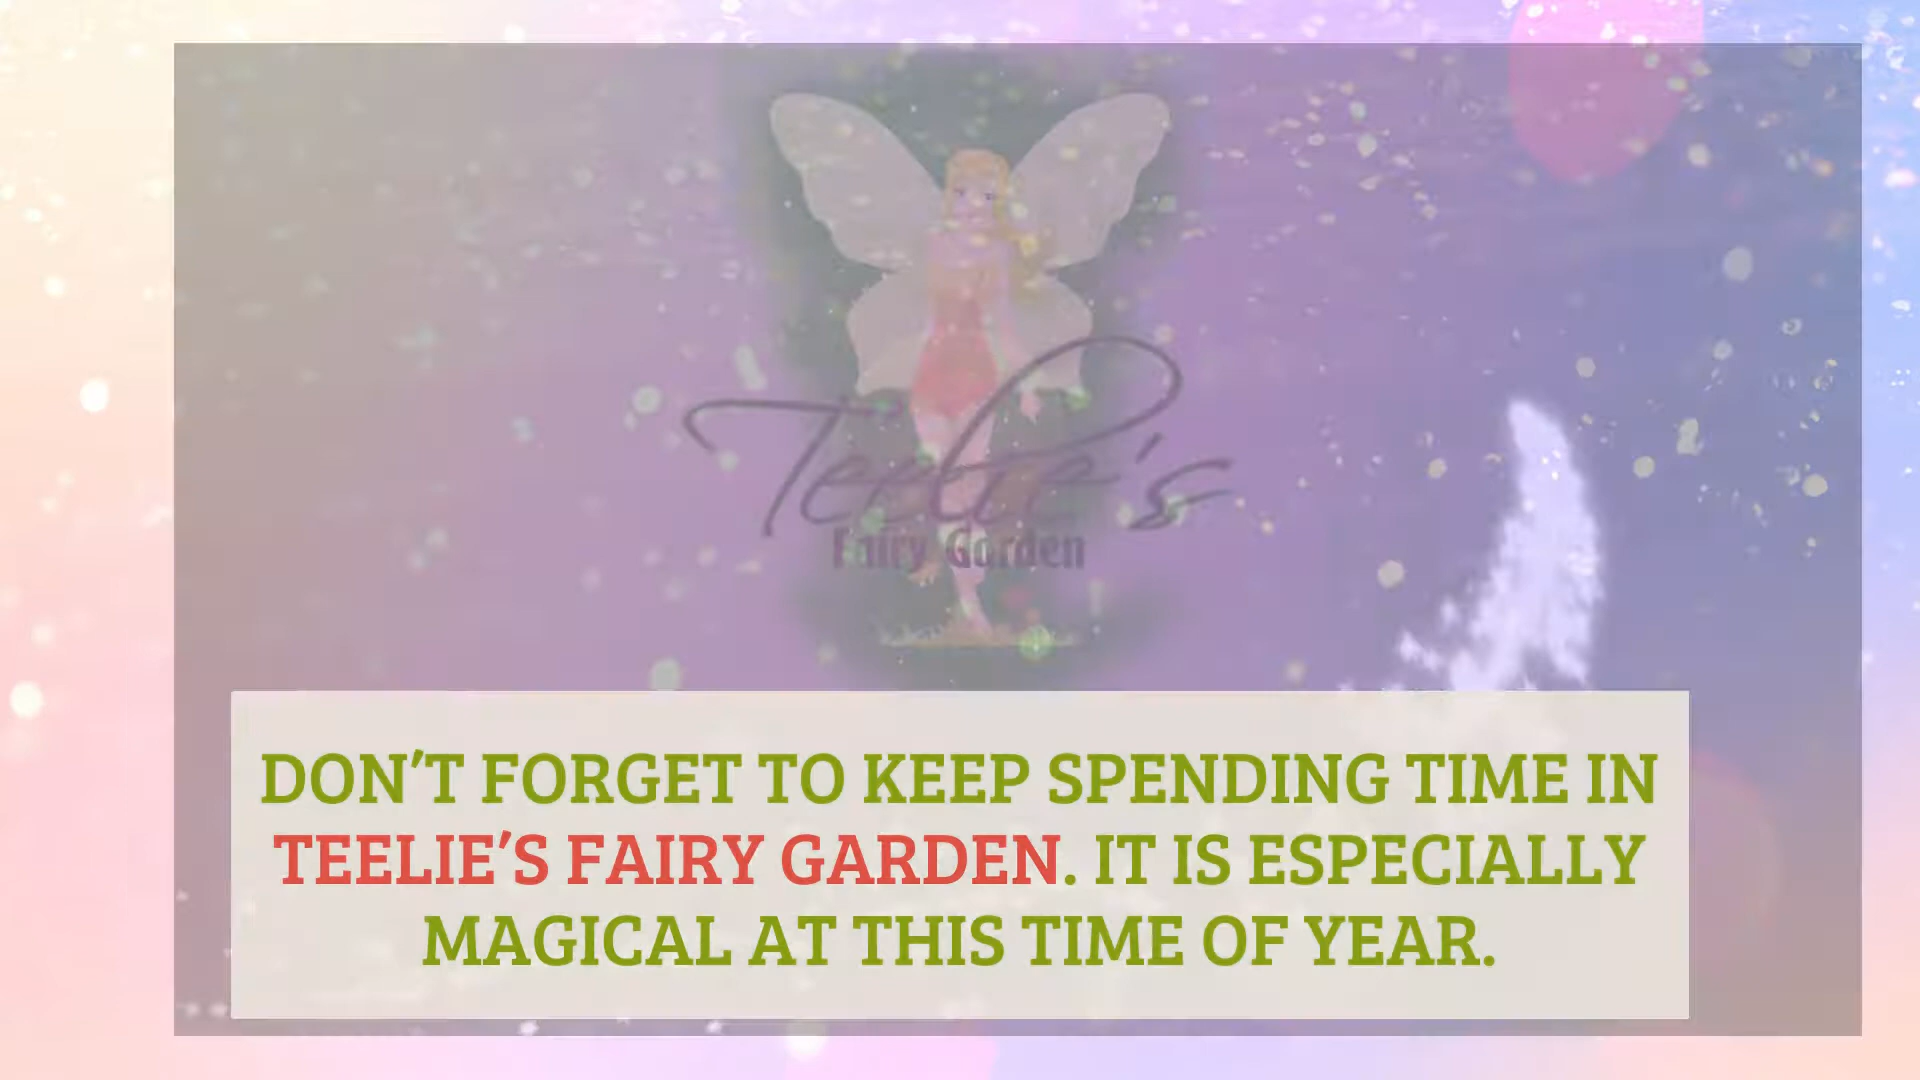 Teelie's
Fairy Garden
DON'T FORGET TO KEEP SPENDING TIME IN
TEELIE'S FAIRY GARDEN. IT IS ESPECIALLY
MAGICAL AT THIS TIME OF YEAR.